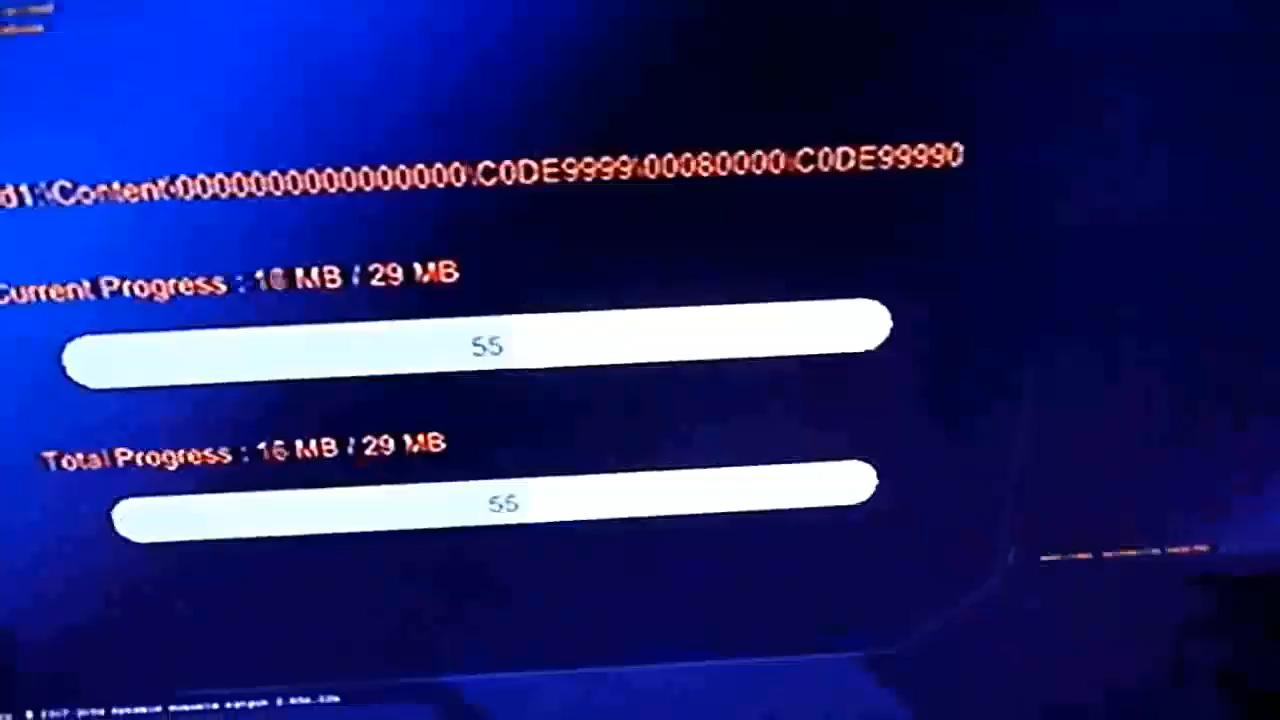 d1:\Content\0000000000000000\C0DE9999\00080000\C0DE99990
Current Progress : 16 MB / 29 MB
55
Total Progress : 16 MB / 29 MB
55